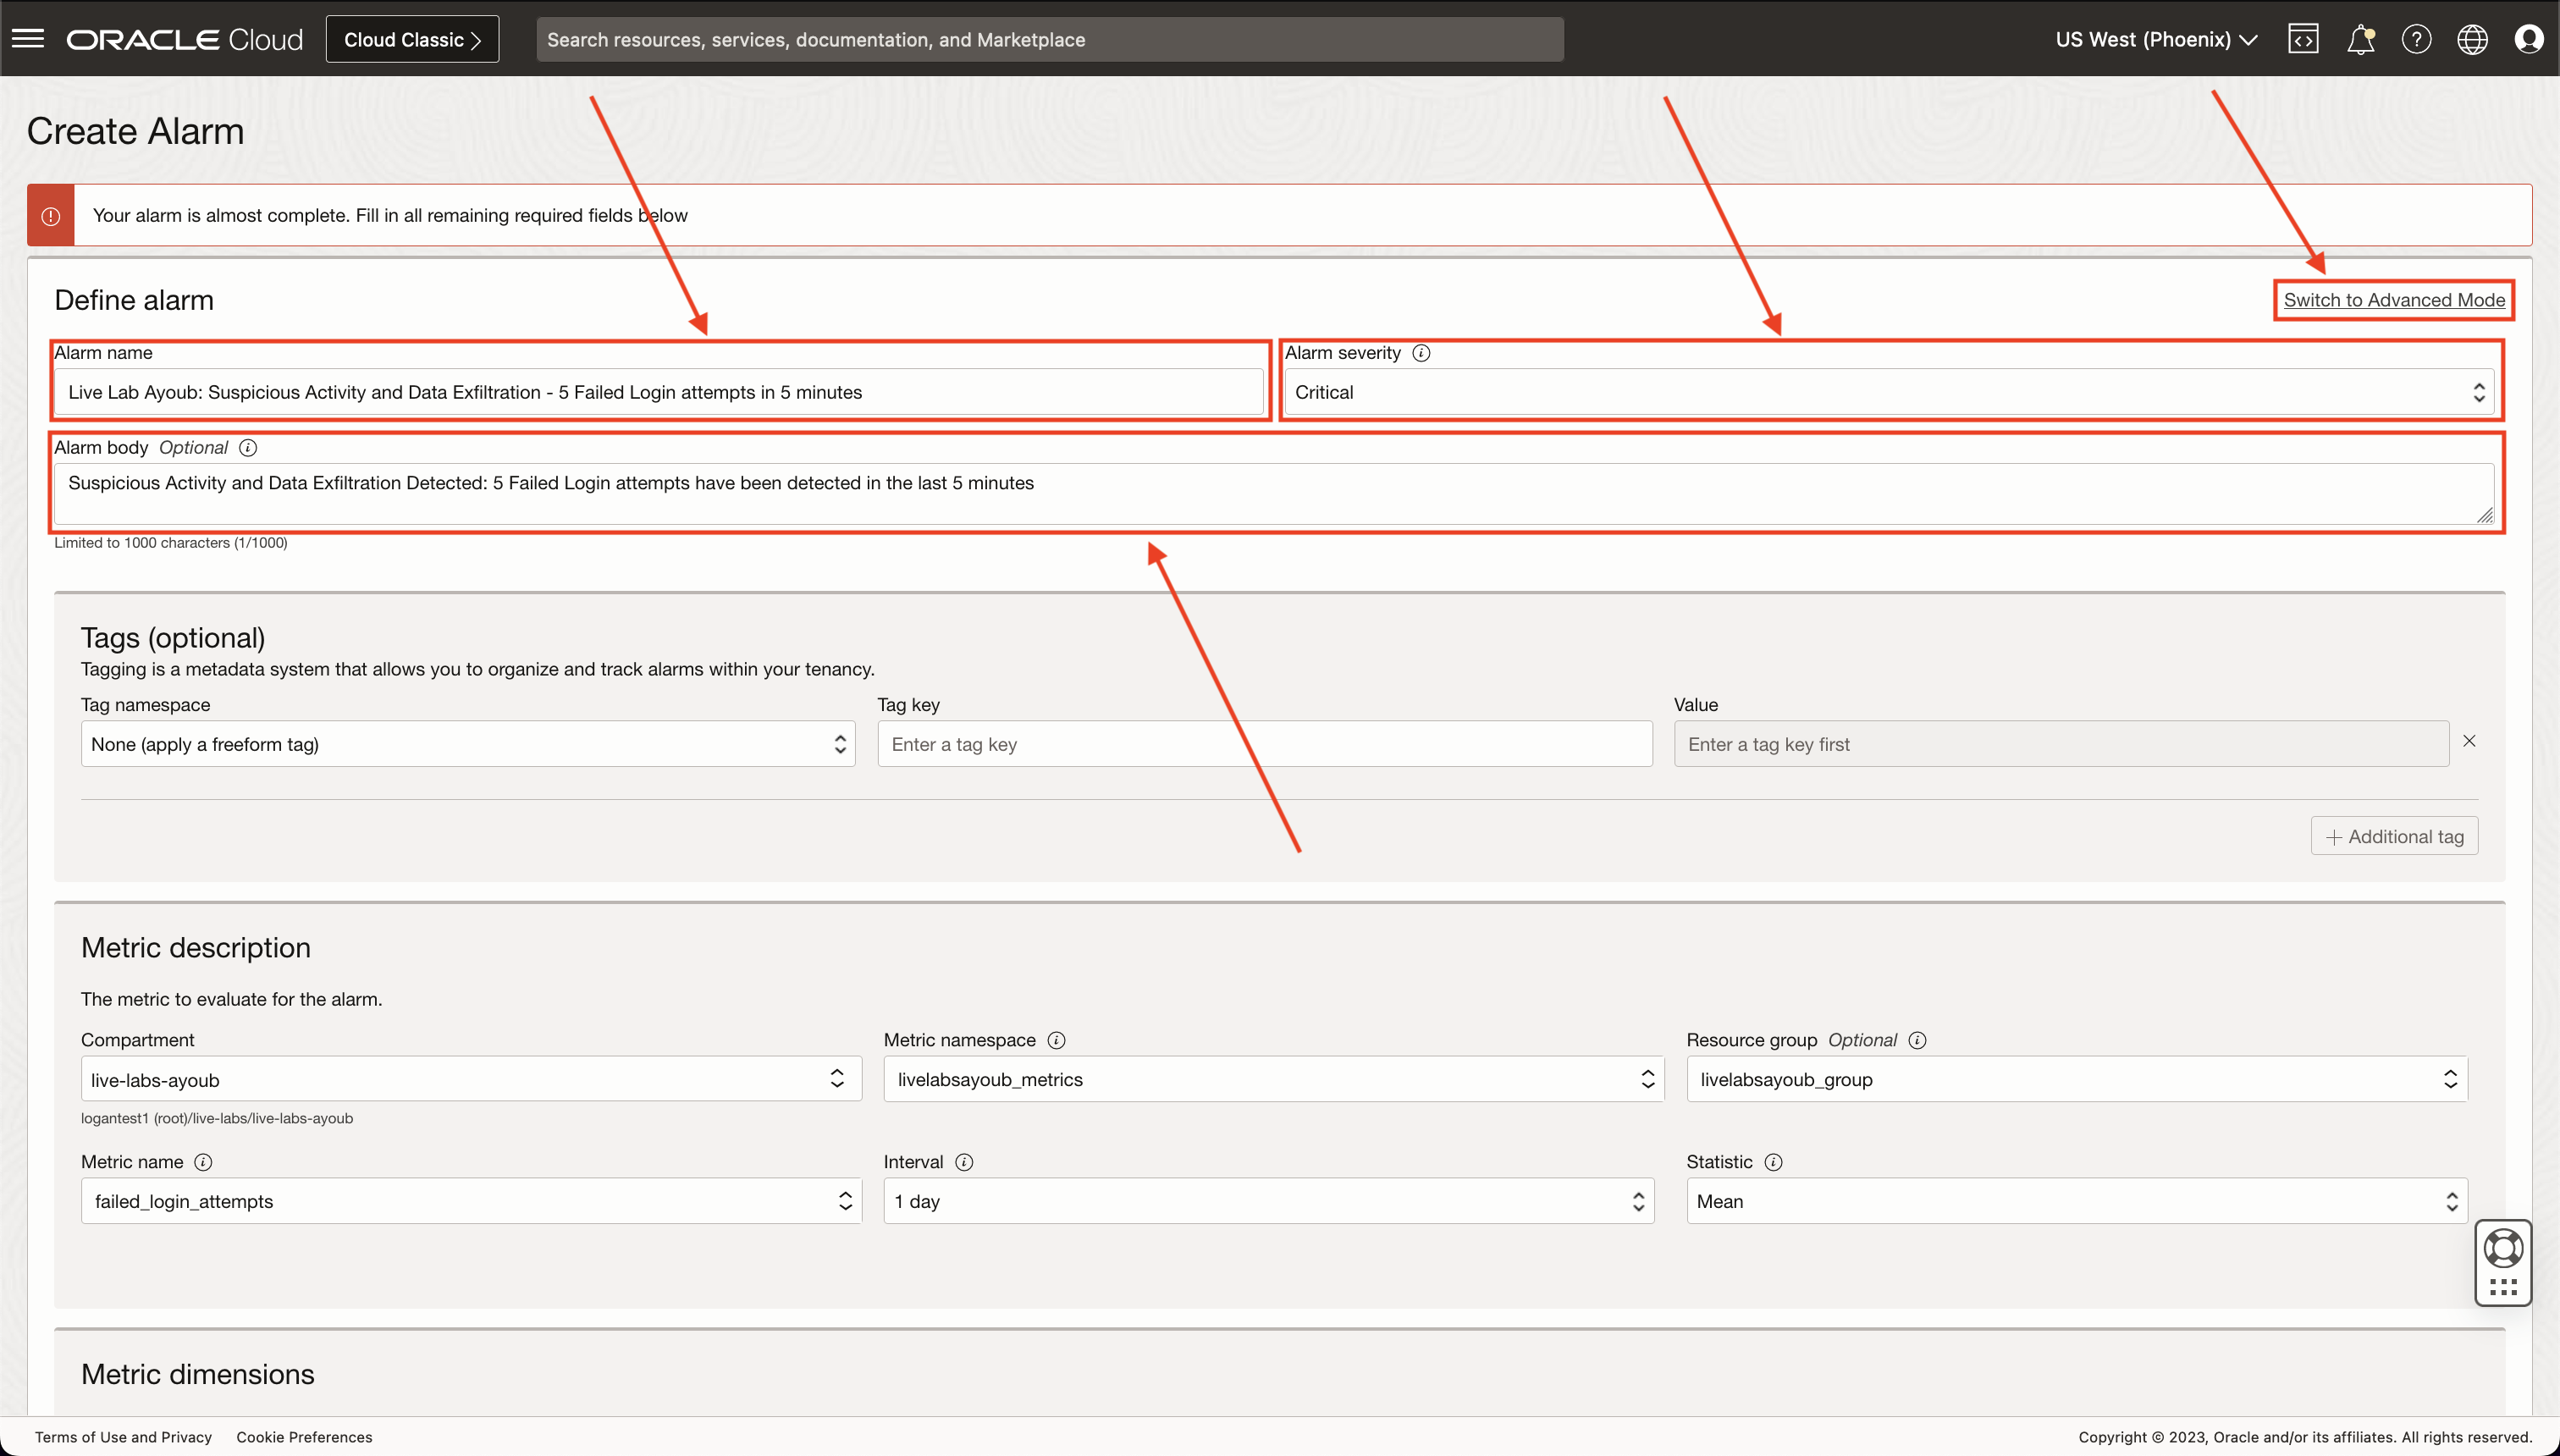 ORACLE Cloud
Cloud Classic
Search resources, services, documentation, and Marketplace
US West (Phoenix)
Create Alarm
Your alarm is almost complete. Fill in all remaining required fields below
Define alarm
Switch to Advanced Mode
Alarm name
Alarm severity
Live Lab Ayoub: Suspicious Activity and Data Exfiltration - 5 Failed Login attempts in 5 minutes
Critical
Alarm body Optional
Suspicious Activity and Data Exfiltration Detected: 5 Failed Login attempts have been detected in the last 5 minutes
Limited to 1000 characters (1/1000)
Tags (optional)
Tagging is a metadata system that allows you to organize and track alarms within your tenancy.
Tag namespace
Tag key
Value
None (apply a freeform tag)
Enter a tag key
Enter a tag key first
+ Additional tag
Metric description
The metric to evaluate for the alarm.
Compartment
Metric namespace
Resource group Optional
live-labs-ayoub
livelabsayoub_metrics
livelabsayoub_group
logantest1 (root)/live-labs/live-labs-ayoub
Metric name
Interval
Statistic
failed_login_attempts
1 day
Mean
Metric dimensions
Terms of Use and Privacy
Cookie Preferences
Copyright © 2023, Oracle and/or its affiliates. All rights reserved.